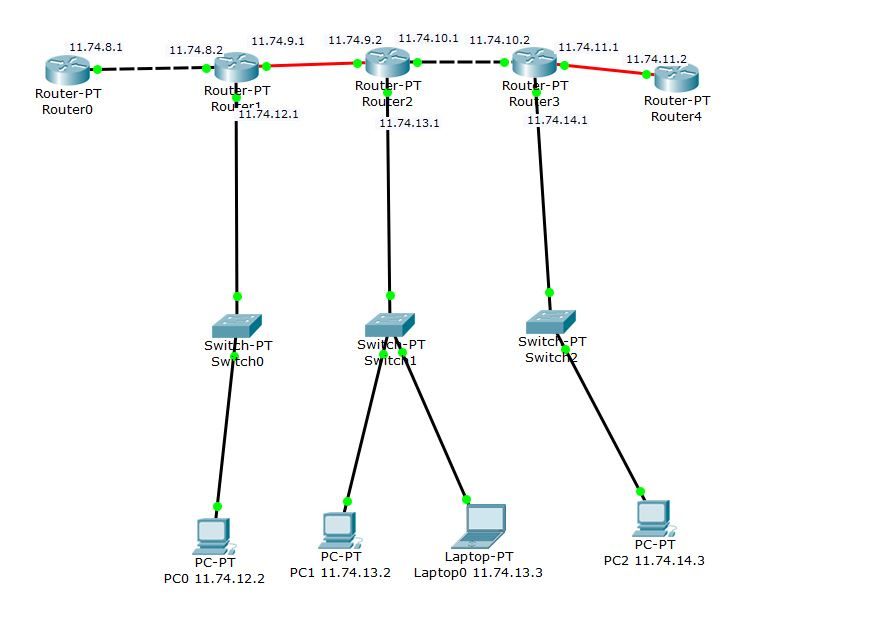 11.74.8.1
11.74.8.2
11.74.9.1
11.74.9.2
11.74.10.1
11.74.10.2
11.74.11.1
11.74.11.2
Router-PT
Router0
Router-PT
Router1
11.74.12.1
Router-PT
Router2
11.74.13.1
Router-PT
Router3
11.74.14.1
Router-PT
Router4
Switch-PT
Switch0
Switch-PT
Switch1
Switch-PT
Switch2
PC-PT
PC0 11.74.12.2
PC-PT
PC1 11.74.13.2
Laptop-PT
Laptop0 11.74.13.3
PC-PT
PC2 11.74.14.3